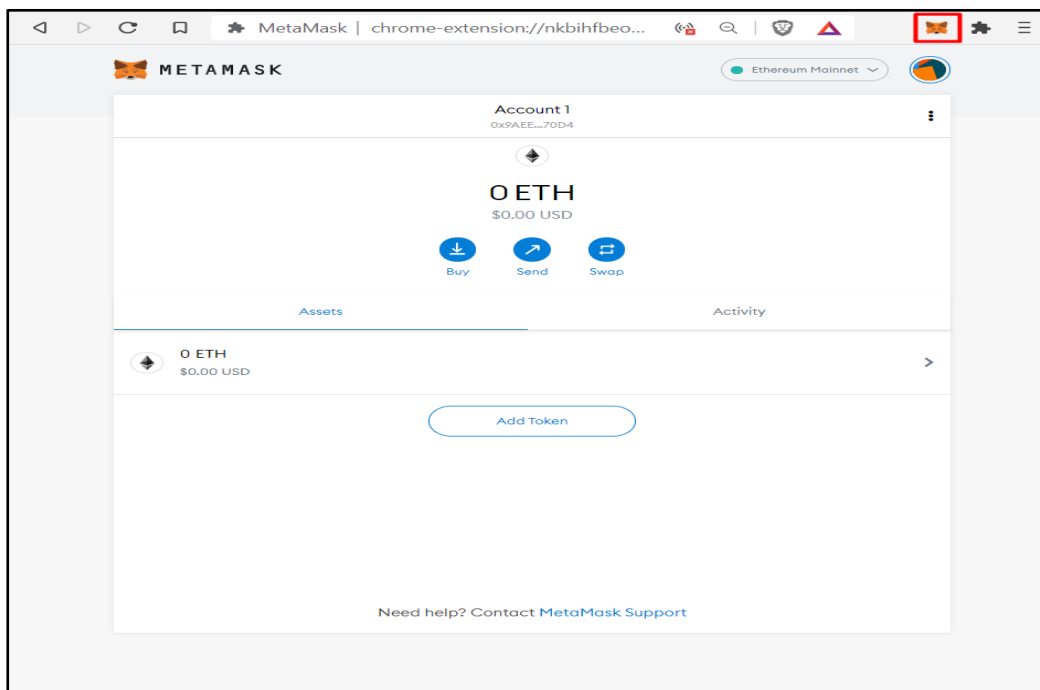 MetaMask | chrome-extension://nkbihfbeo...
METAMASK
Ethereum Mainnet
Account 1
0x9AEE...70D4
0 ETH
$0.00 USD
Buy Send Swap
Assets Activity
0 ETH
$0.00 USD
Add Token
Need help? Contact MetaMask Support